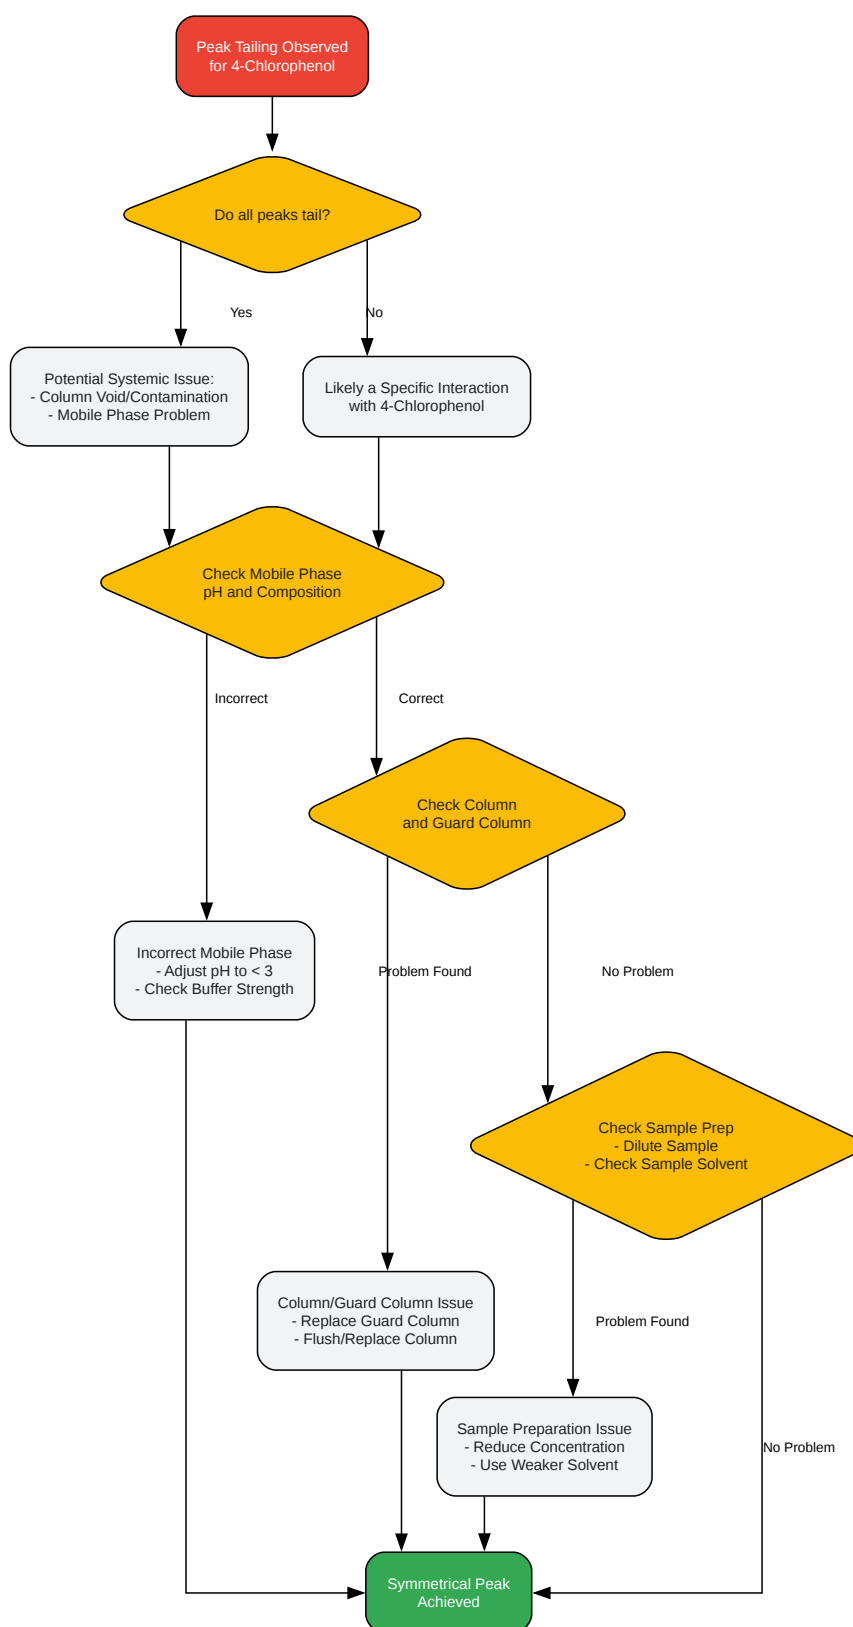 Peak Tailing Observed
for 4-Chlorophenol
Do all peaks tail?
Yes
No
Potential Systemic Issue:
- Column Void/Contamination
- Mobile Phase Problem
Likely a Specific Interaction
with 4-Chlorophenol
Check Mobile Phase
pH and Composition
Incorrect
Correct
Check Column
and Guard Column
Incorrect Mobile Phase
- Adjust pH to < 3
- Check Buffer Strength
Problem Found
No Problem
Check Sample Prep
- Dilute Sample
- Check Sample Solvent
Column/Guard Column Issue
- Replace Guard Column
- Flush/Replace Column
Problem Found
Sample Preparation Issue
- Reduce Concentration
- Use Weaker Solvent
No Problem
Symmetrical Peak
Achieved